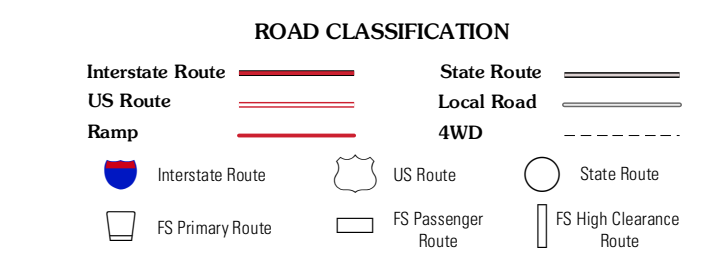 ROAD CLASSIFICATION
Interstate Route
State Route
US Route
Local Road
Ramp
4WD
Interstate Route
US Route
State Route
FS Primary Route
FS Passenger
Route
FS High Clearance
Route